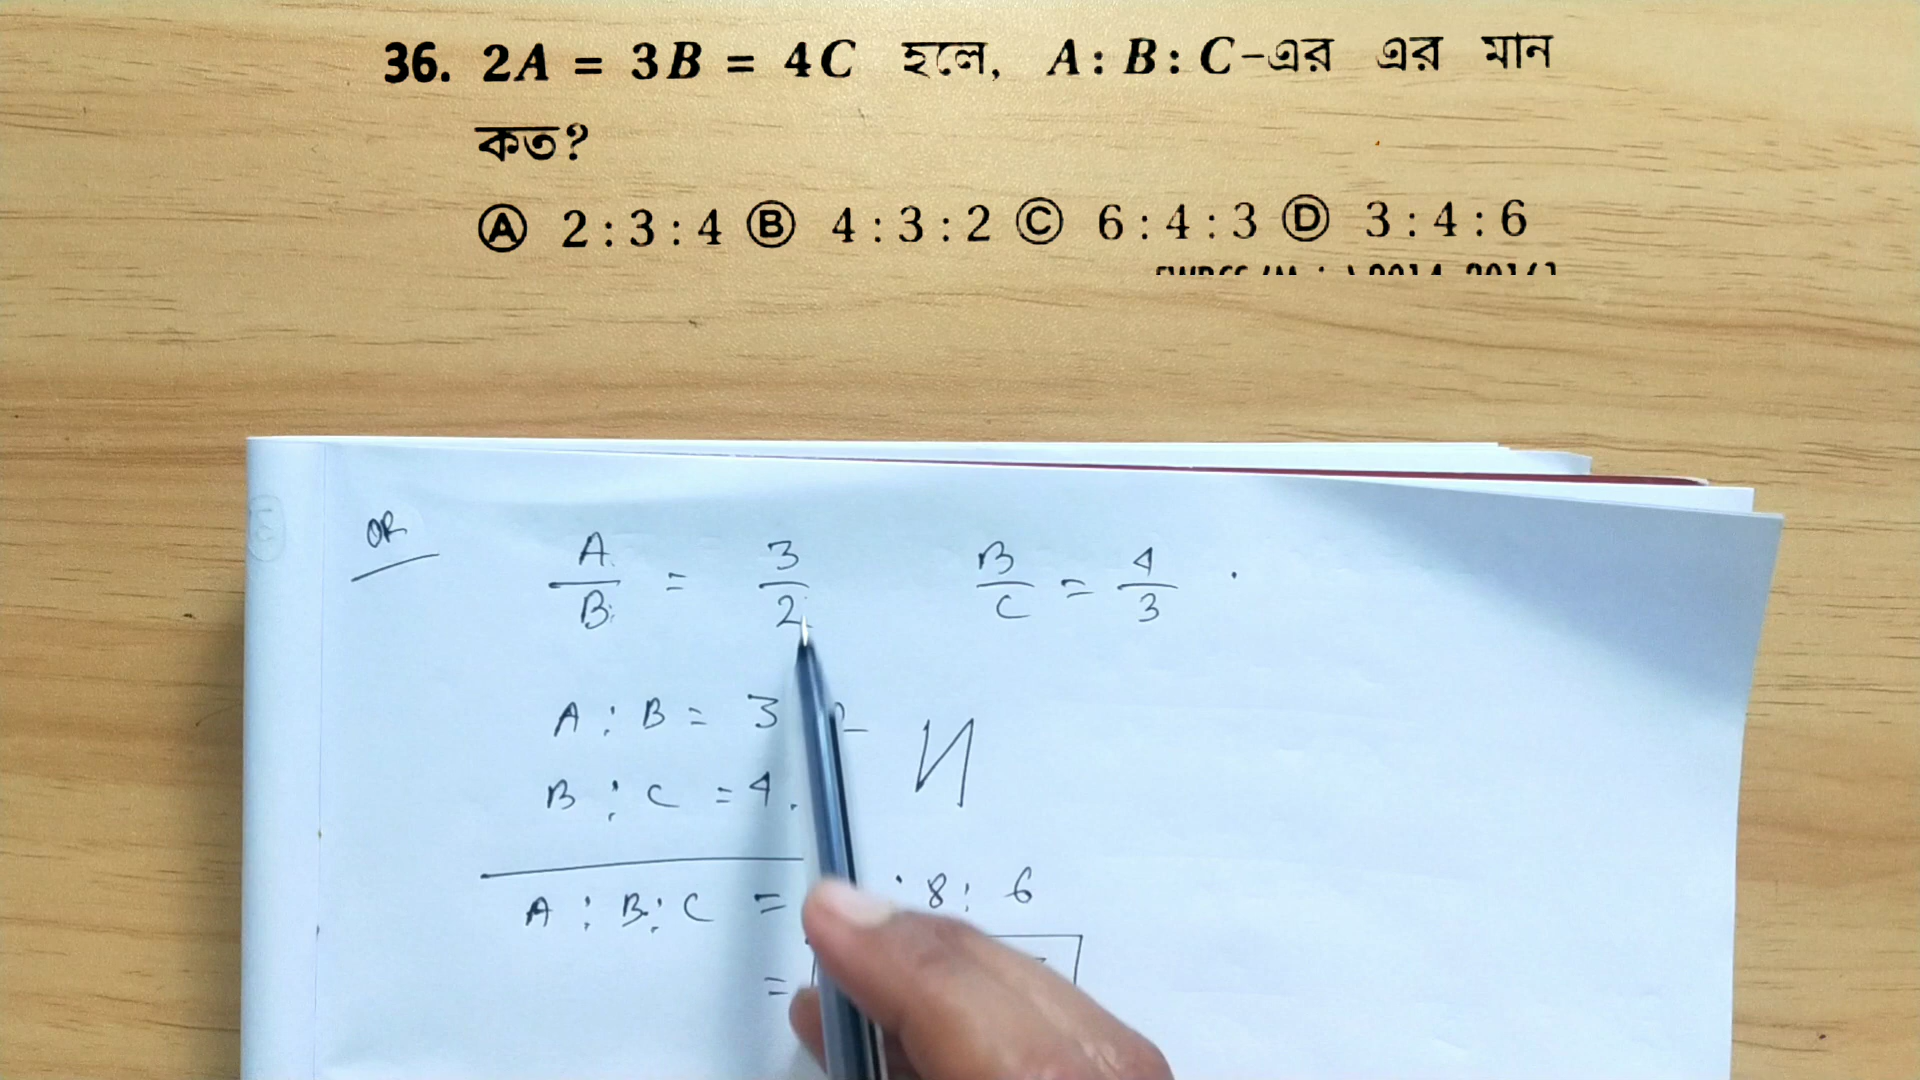 36. 2A = 3B = 4C হলে, A : B : C-এর এর মান
কত?
Ⓐ 2 : 3 : 4 Ⓑ 4 : 3 : 2 Ⓒ 6 : 4 : 3 Ⓓ 3 : 4 : 6
OR
A/B = 3/2 B/C = 4/3
A : B = 3
B : C = 4
A : B : C = : 8 : 6
=